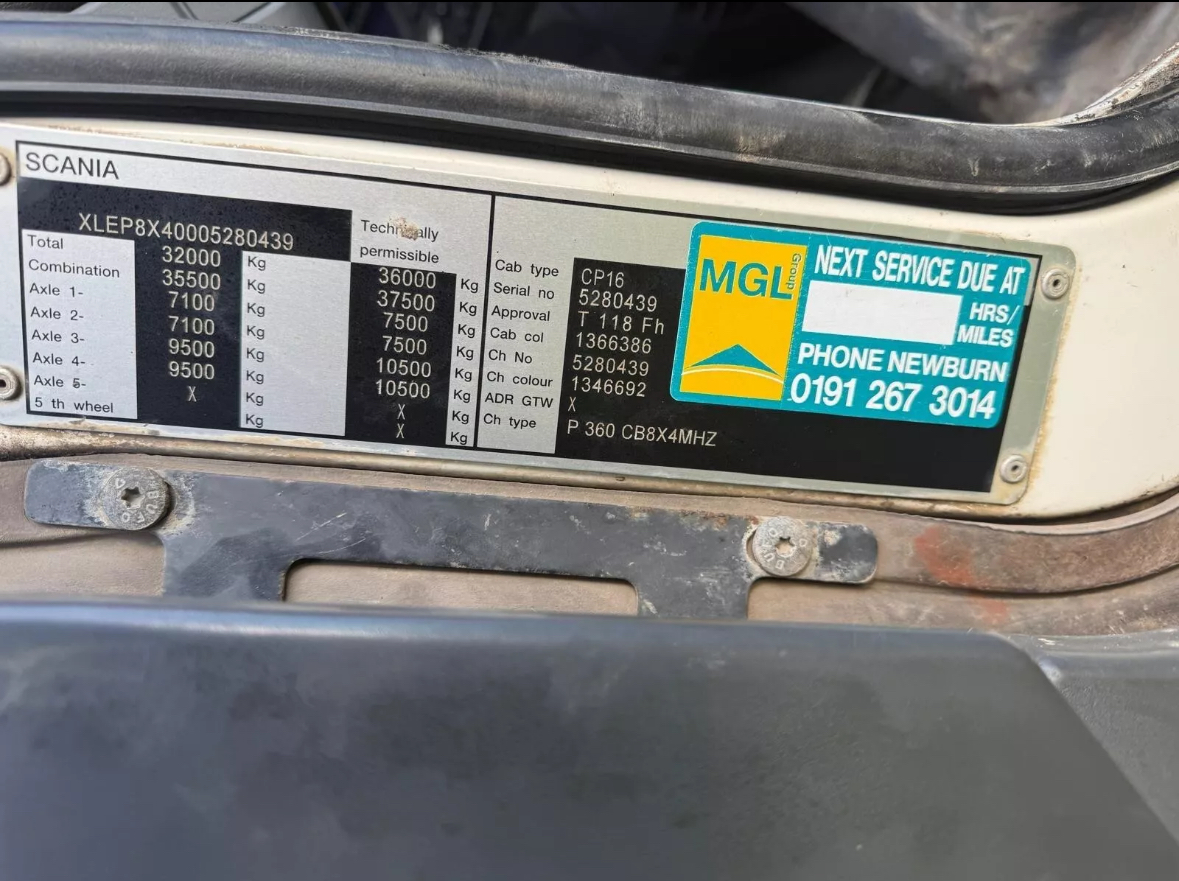 SCANIA
XLEP8X40005280439
Technically
permissible
Total 32000 Kg 36000 Kg
Combination 35500 Kg 37500 Kg
Axle 1- 7100 Kg 7500 Kg
Axle 2- 7100 Kg 7500 Kg
Axle 3- 9500 Kg 10500 Kg
Axle 4- 9500 Kg 10500 Kg
Axle 5- X Kg X Kg
5 th wheel Kg X Kg
Cab type CP16
Serial no 5280439
Approval T 118 Fh
Cab col 1366386
Ch No 5280439
Ch colour 1346692
ADR GTW X
Ch type P 360 CB8X4MHZ
MGL Group
NEXT SERVICE DUE AT
HRS/
MILES
PHONE NEWBURN
0191 267 3014